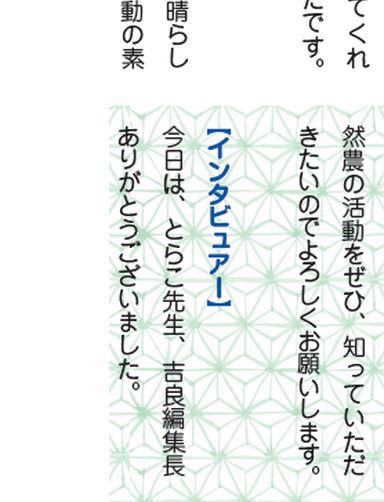 てくれ
たです。
晴らし
動の素
然農の活動をぜひ、知っていただ
きたいのでよろしくお願いします。
【インタビュアー】
今日は、とらこ先生、吉良編集長
ありがとうございました。